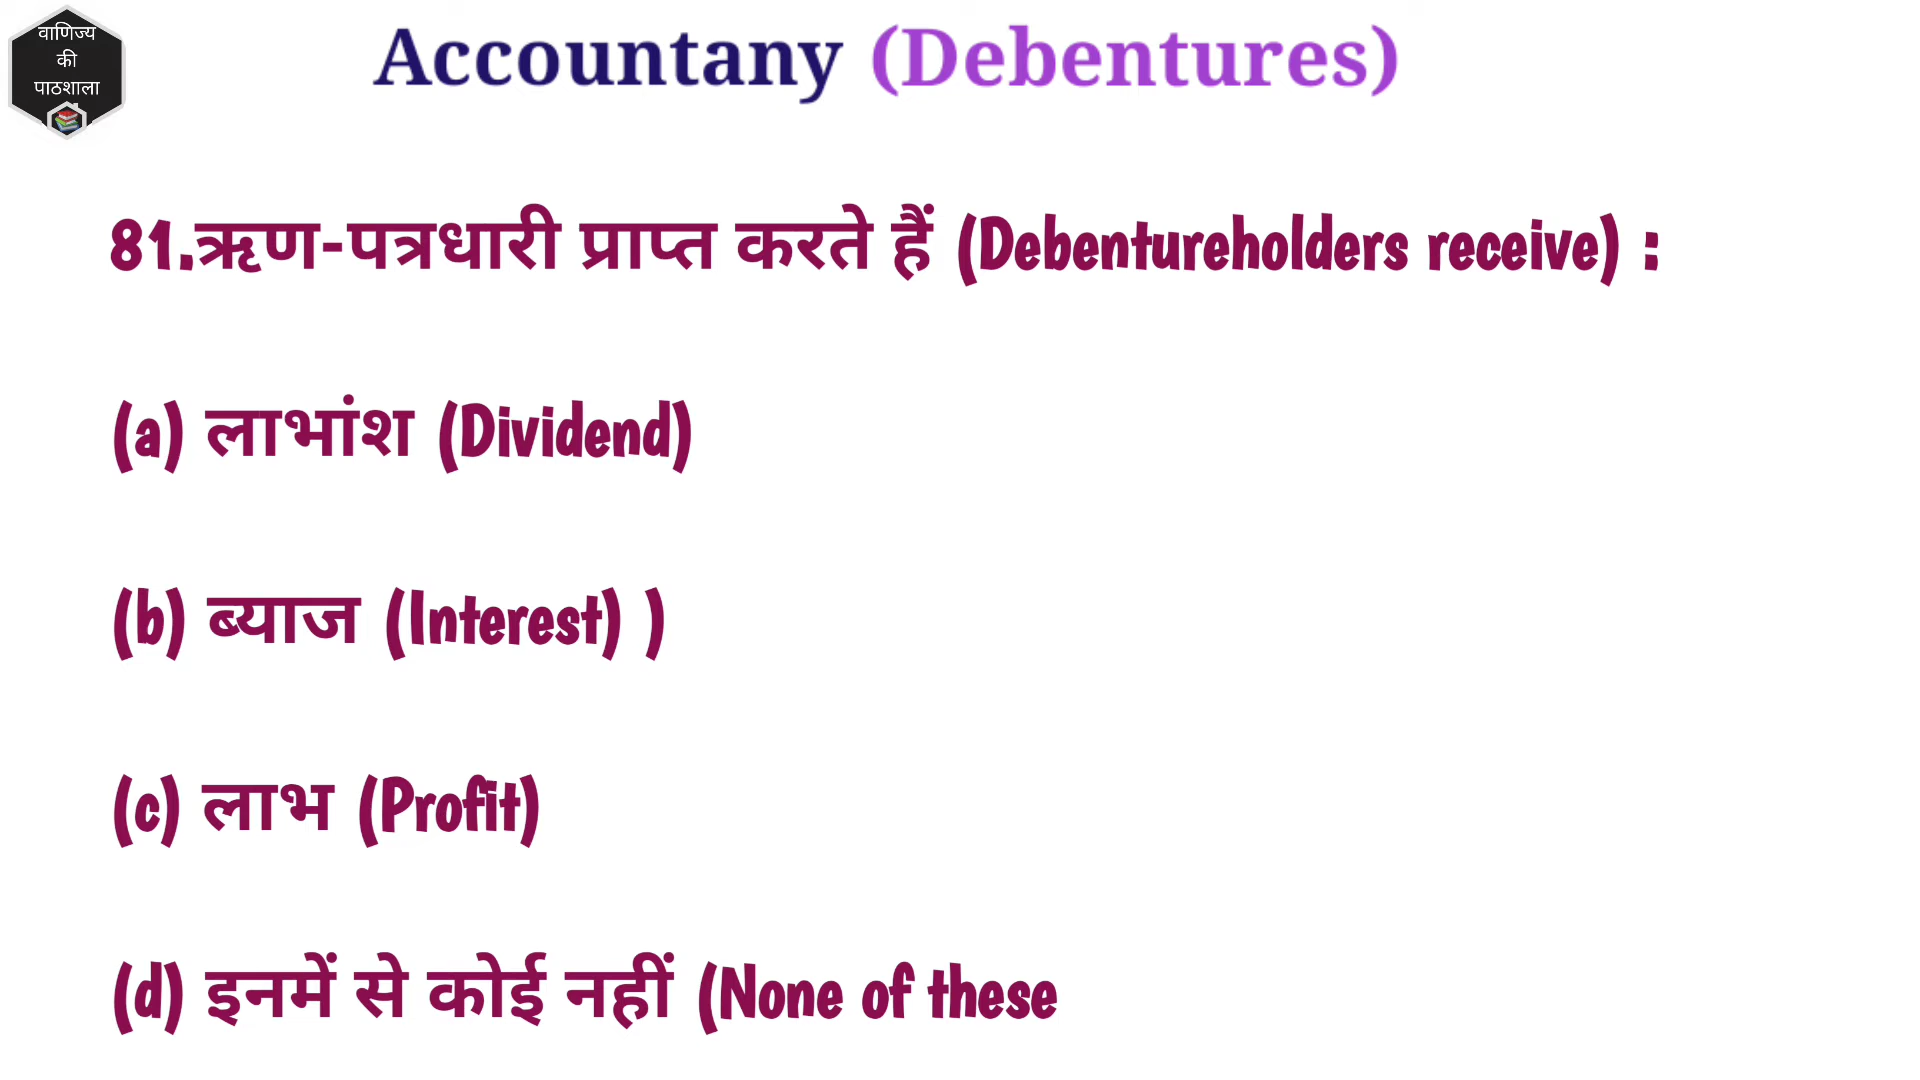 वाणिज्य
की
पाठशाला
Accountany (Debentures)
81.ऋण-पत्रधारी प्राप्त करते हैं (Debentureholders receive) :
(a) लाभांश (Dividend)
(b) ब्याज (Interest) )
(c) लाभ (Profit)
(d) इनमें से कोई नहीं (None of these